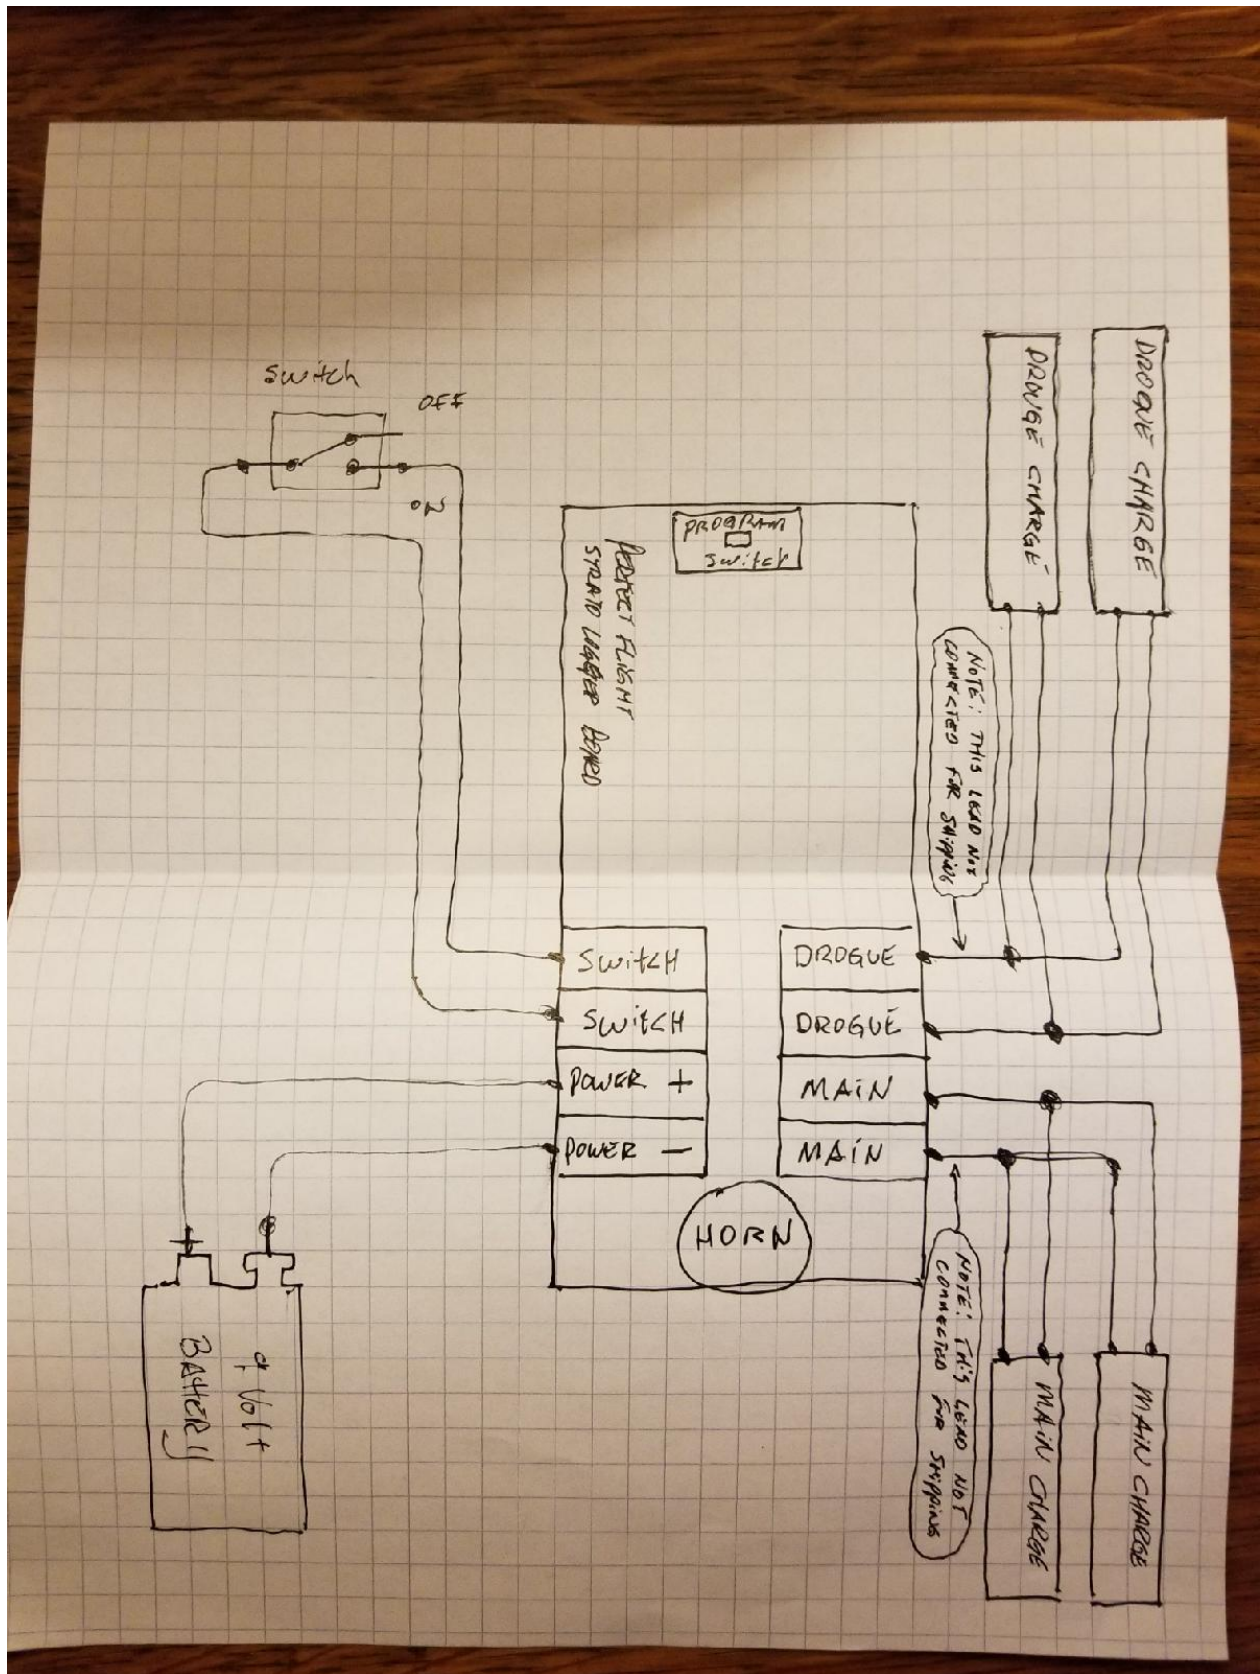 Switch
OFF
ON
PROGRAM
Switch
PERFECT FLIGHT
STRATO LOGGER BOARD
DROUGE CHARGE
DROGUE CHARGE
NOTE: THIS LEAD NOT
CONNECTED FOR SHIPPING
SWitCH
SWitCH
POWER +
POWER −
DROGUE
DROGUE
MAiN
MAiN
HORN
NOTE: THiS LEAD NOT
CONNECTED FOR SHIPPING
+
9 Volt
BATTERY
MAiN CHARGE
MAiN CHARGE